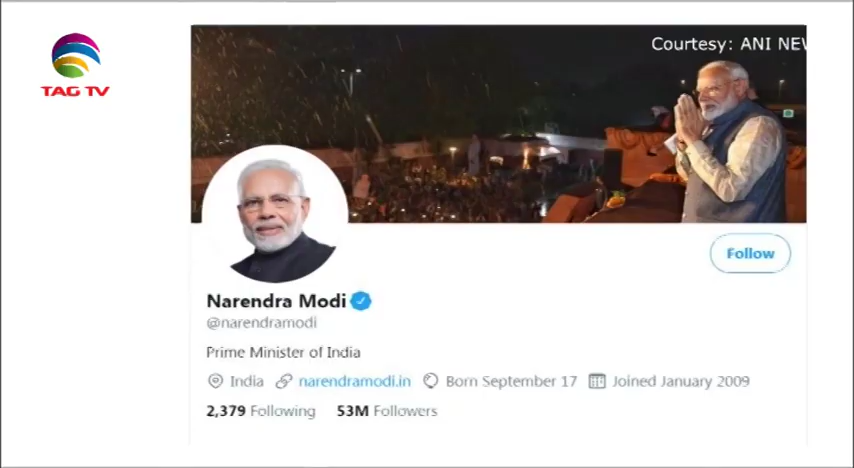 Courtesy: ANI NEW
TAG TV
Follow
Narendra Modi
@narendramodi
Prime Minister of India
India narendramodi.in Born September 17 Joined January 2009
2,379 Following 53M Followers